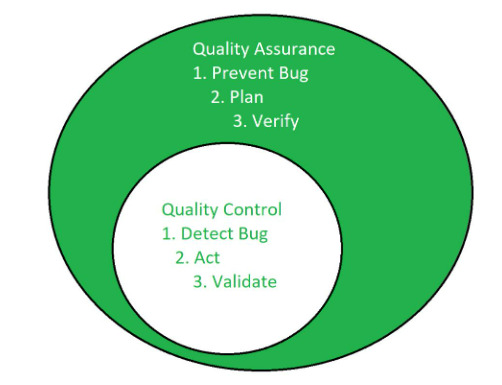 Quality Assurance
1. Prevent Bug
2. Plan
3. Verify
Quality Control
1. Detect Bug
2. Act
3. Validate